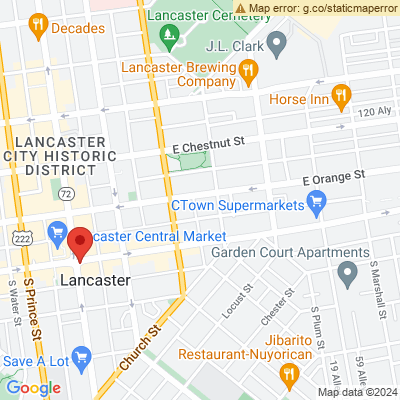 Map error: g.co/staticmaperror
Lancaster Cemetery
Decades
J.L. Clark
Lancaster Brewing
Company
Horse Inn
120 Aly
LANCASTER
CITY HISTORIC
DISTRICT
E Chestnut St
E Orange St
72
CTown Supermarkets
222
caster Central Market
Garden Court Apartments
S Prince St
S Water St
Lancaster
Locust St
Chester St
S Plum St
S Marshall St
Church St
Save A Lot
Jibarito
Restaurant-Nuyorican
19 Alle
Google
Map data ©2024